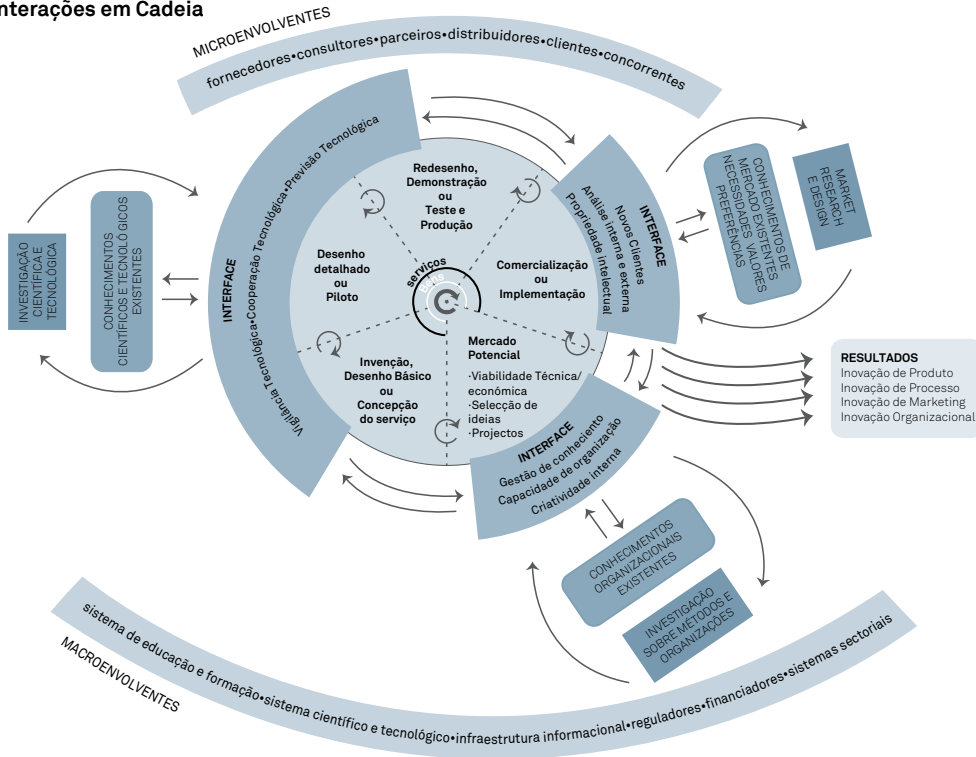 nterações em Cadeia
MICROENVOLVENTES
fornecedores•consultores•parceiros•distribuidores•clientes•concorrentes
INTERFACE
Vigilância Tecnológica•Cooperação Tecnológica•Previsão Tecnológica
INVESTIGAÇÃO
CIENTÍFICA E
TECNOLÓGICA
CONHECIMENTOS
CIENTÍFICOS E TECNOLÓ GICOS
EXISTENTES
Redesenho,
Demonstração
ou
Teste e
Produção
Desenho
detalhado
ou
Piloto
serviços
Bens
Comercialização
ou
Implementação
Invenção,
Desenho Básico
ou
Concepção
do serviço
Mercado
Potencial
·Viabilidade Técnica/
económica
·Selecção de
ideias
·Projectos
INTERFACE
Novos Clientes
Análise interna e externa
Propriedade intelectual
CONHECIMENTOS DE
MERCADO EXISTENTES
NECESSIDADES VALORES
PREFERÊNCIAS
MARKET
RESEARCH
E DESIGN
RESULTADOS
Inovação de Produto
Inovação de Processo
Inovação de Marketing
Inovação Organizacional
INTERFACE
Gestão de conheciento
Capacidade de organização
Criatividade interna
CONHECIMENTOS
ORGANIZACIONAIS
EXISTENTES
INVESTIGAÇÃO
SOBRE MÉTODOS E
ORGANIZAÇÕES
sistema de educação e formação•sistema científico e tecnológico•infraestrutura informacional•reguladores•financiadores•sistemas sectoriais
MACROENVOLVENTES